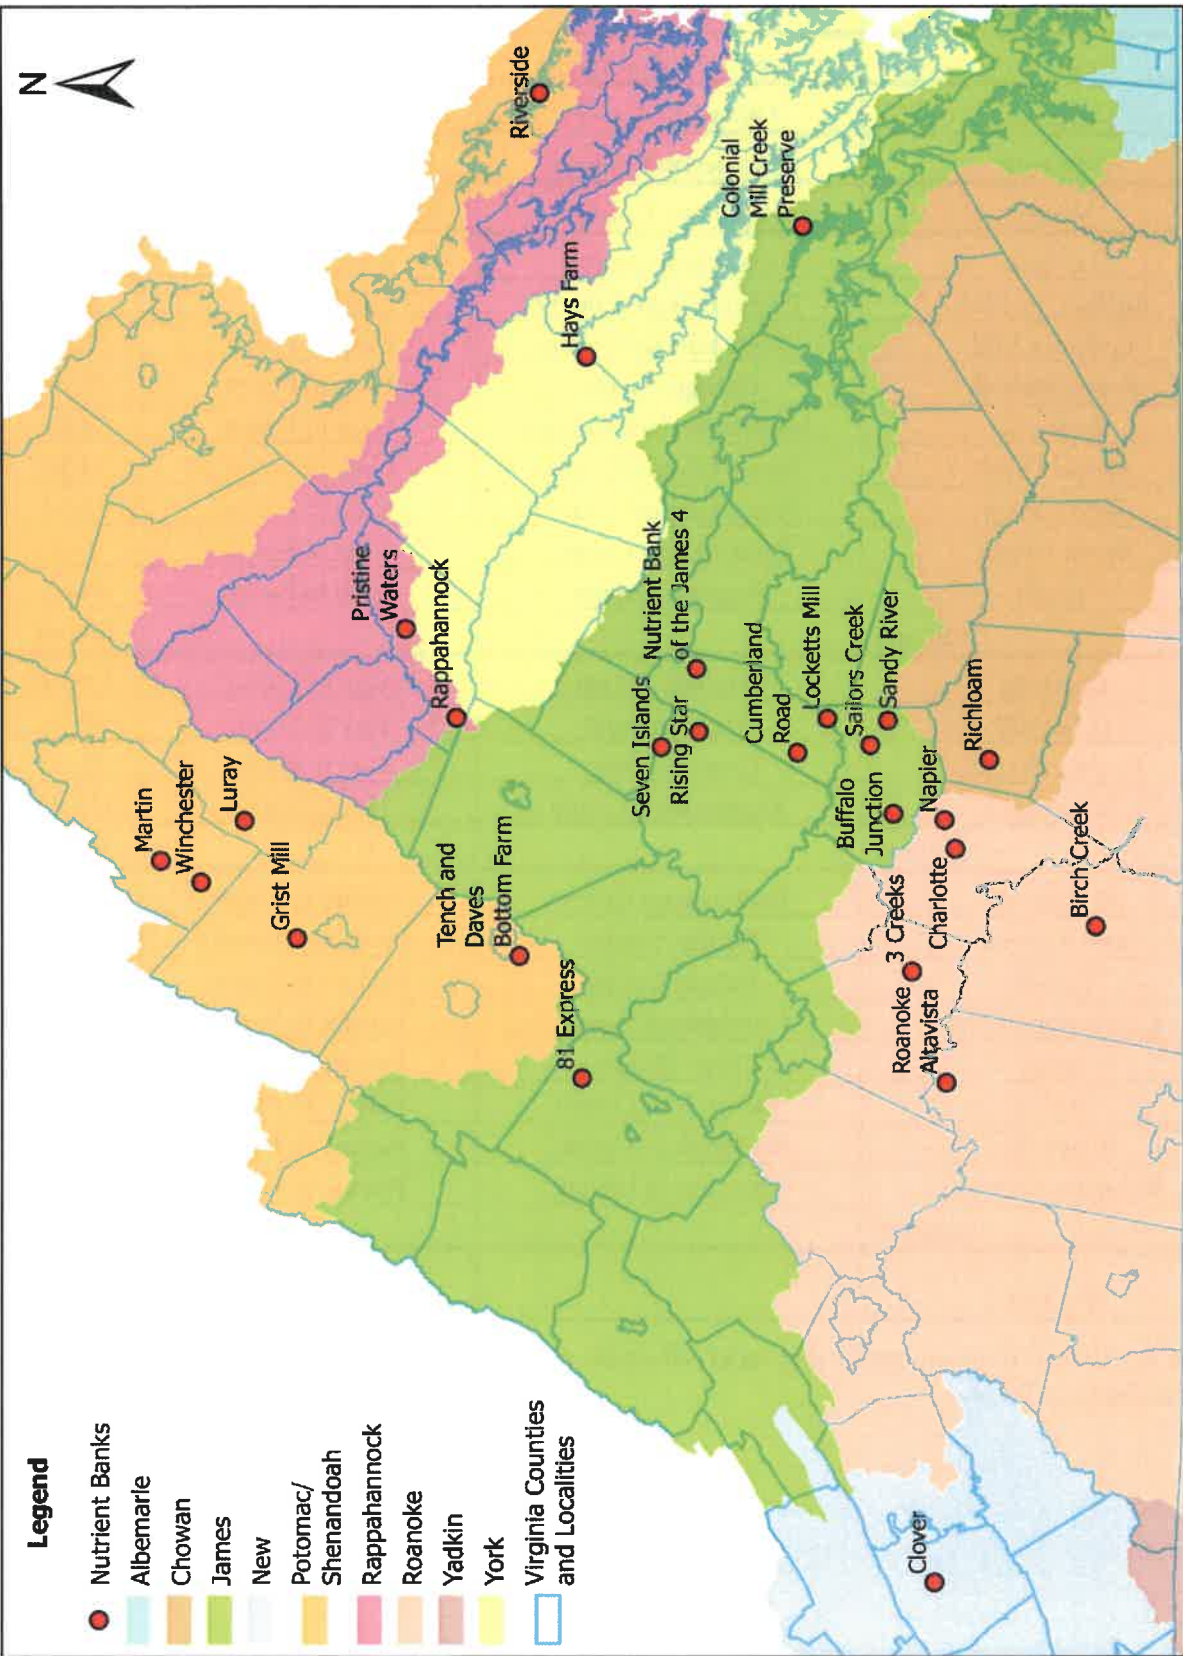 N
Legend
Nutrient Banks
Albemarle
Chowan
James
New
Potomac/
Shenandoah
Rappahannock
Roanoke
Yadkin
York
Virginia Counties
and Localities
Martin
Winchester
Luray
Grist Mill
Tench and
Daves
Bottom Farm
81 Express
Pristine
Waters
Rappahannock
Riverside
Hays Farm
Colonial
Mill Creek
Preserve
Seven Islands
Rising Star
Nutrient Bank
of the James 4
Cumberland
Road
Locketts Mill
Sailors Creek
Sandy River
Buffalo
Junction
Napier
Charlotte
3 Creeks
Roanoke
Altavista
Richloam
Birch Creek
Clover